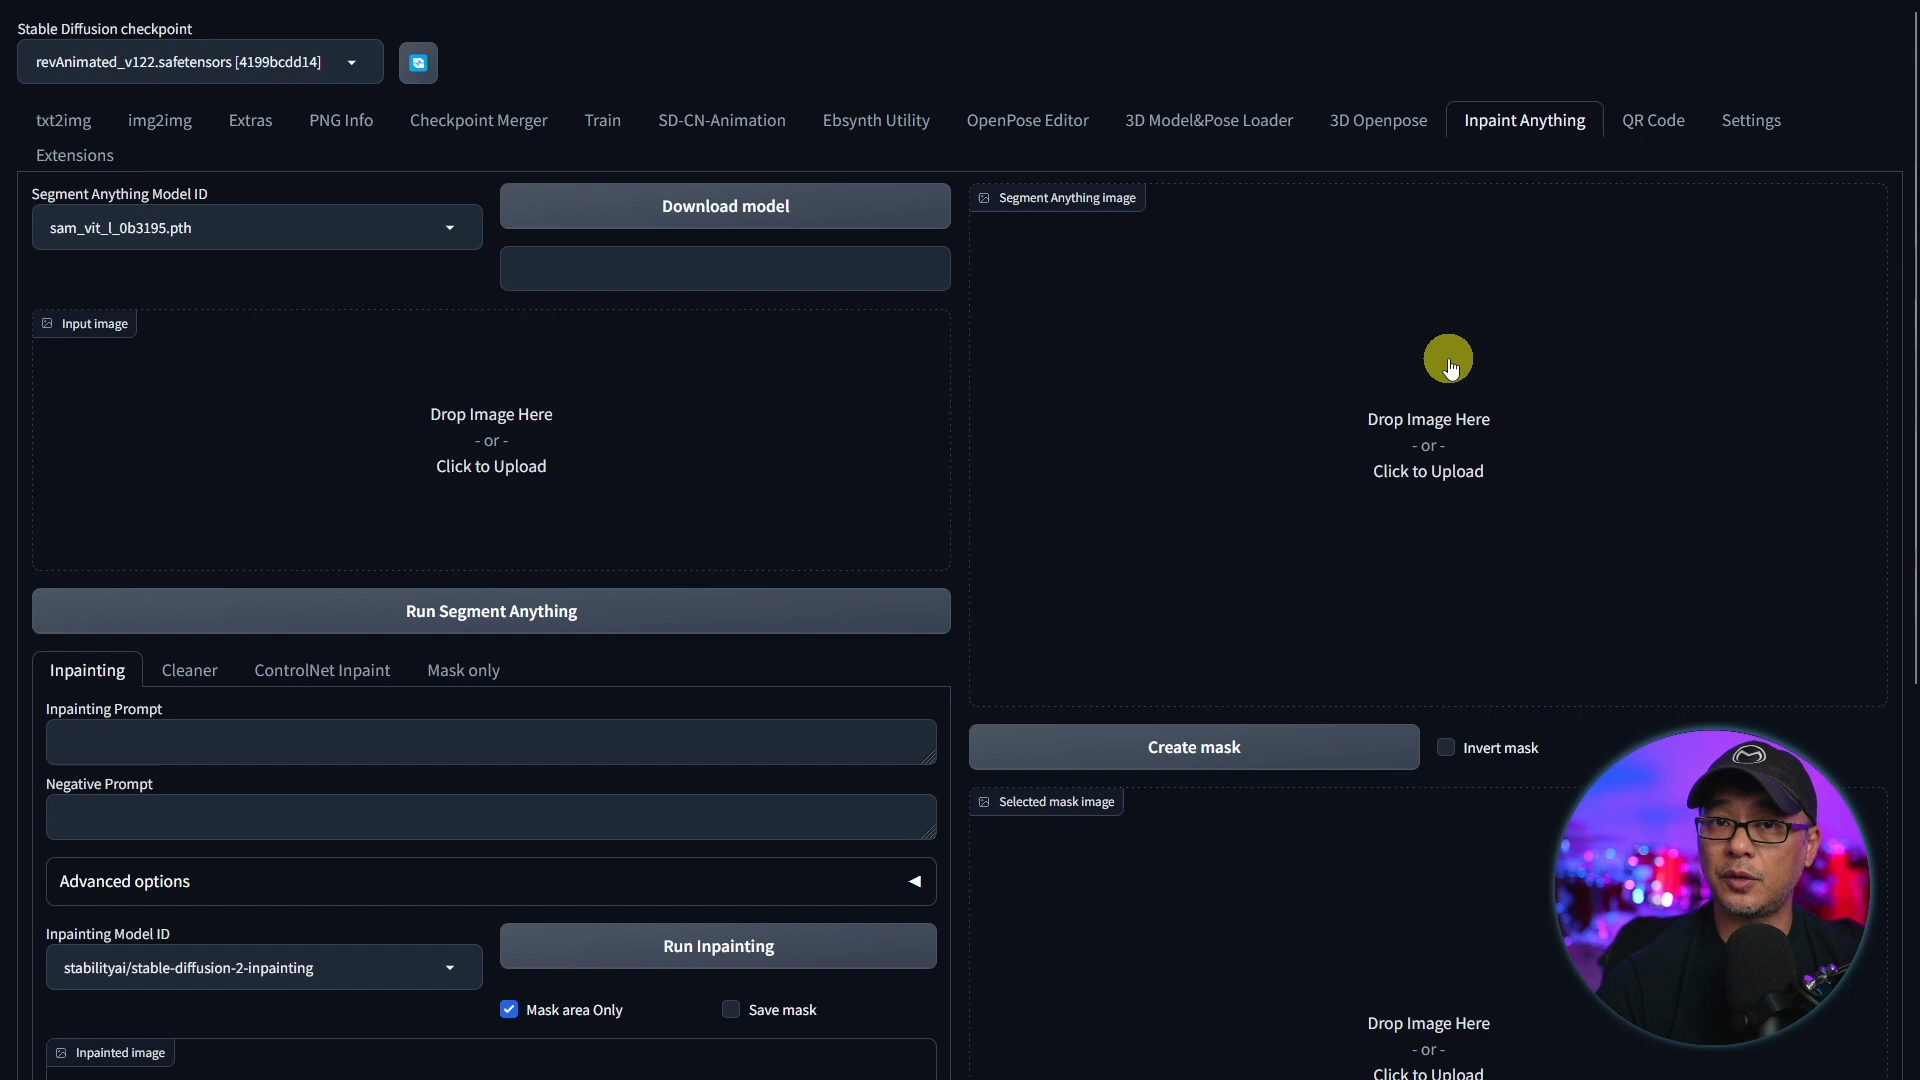 Stable Diffusion checkpoint
revAnimated_v122.safetensors [4199bcdd14]
txt2img
img2img
Extras
PNG Info
Checkpoint Merger
Train
SD-CN-Animation
Ebsynth Utility
OpenPose Editor
3D Model&Pose Loader
3D Openpose
Inpaint Anything
QR Code
Settings
Extensions
Segment Anything Model ID
sam_vit_l_0b3195.pth
Download model
Input image
Drop Image Here
- or -
Click to Upload
Run Segment Anything
Inpainting
Cleaner
ControlNet Inpaint
Mask only
Inpainting Prompt
Negative Prompt
Advanced options
Inpainting Model ID
stabilityai/stable-diffusion-2-inpainting
Run Inpainting
Mask area Only
Save mask
Inpainted image
Segment Anything image
Drop Image Here
- or -
Click to Upload
Create mask
Invert mask
Selected mask image
Drop Image Here
- or -
Click to Upload